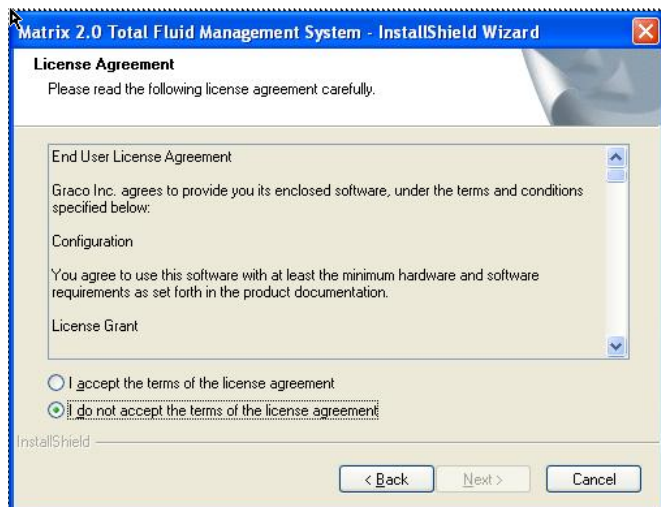 Matrix 2.0 Total Fluid Management System - InstallShield Wizard
License Agreement
Please read the following license agreement carefully.
End User License Agreement
Graco Inc. agrees to provide you its enclosed software, under the terms and conditions
specified below:
Configuration
You agree to use this software with at least the minimum hardware and software
requirements as set forth in the product documentation.
License Grant
I accept the terms of the license agreement
I do not accept the terms of the license agreement
InstallShield
< Back Next > Cancel